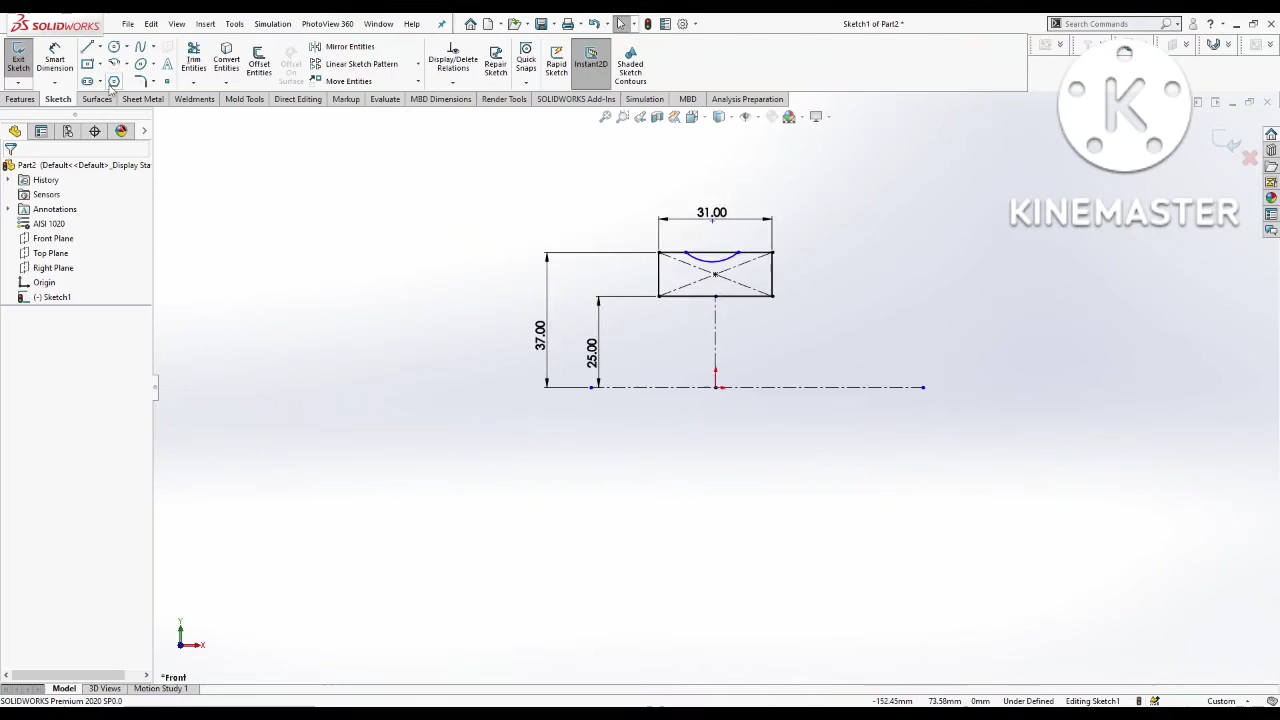 SOLIDWORKS
File Edit View Insert Tools Simulation PhotoView 360 Window Help
Sketch1 of Part2 *
Search Commands
Exit Sketch
Smart Dimension
Trim Entities
Convert Entities
Offset Entities
Offset On Surface
Mirror Entities
Linear Sketch Pattern
Move Entities
Display/Delete Relations
Repair Sketch
Quick Snaps
Rapid Sketch
Instant2D
Shaded Sketch Contours
Features Sketch Surfaces Sheet Metal Weldments Mold Tools Direct Editing Markup Evaluate MBD Dimensions Render Tools SOLIDWORKS Add-Ins Simulation MBD Analysis Preparation
K
KINEMASTER
Part2 (Default<<Default>_Display Sta
History
Sensors
Annotations
AISI 1020
Front Plane
Top Plane
Right Plane
Origin
(-) Sketch1
31.00
37.00
25.00
Y
X
*Front
Model 3D Views Motion Study 1
SOLIDWORKS Premium 2020 SP0.0
-152.45mm 73.58mm 0mm Under Defined Editing Sketch1 Custom